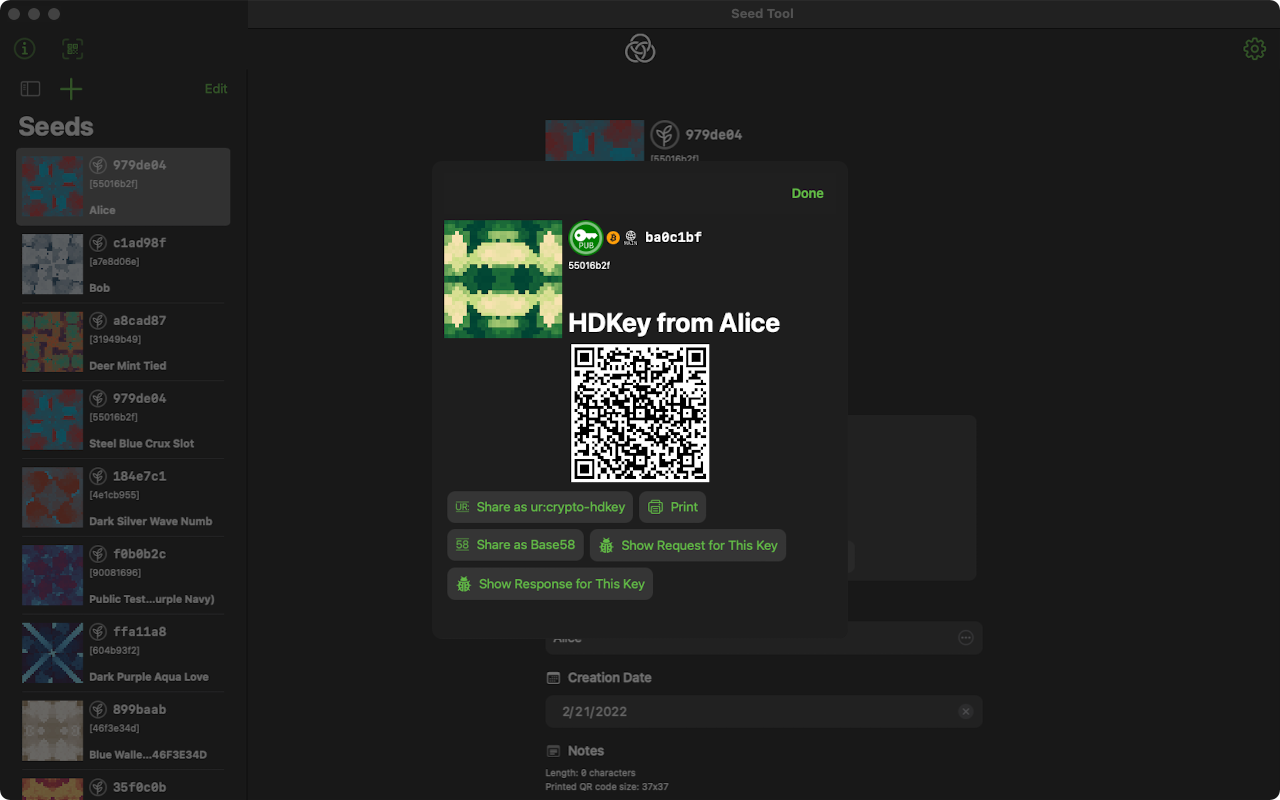 Seed Tool
Edit
Seeds
979de04
[55016b2f]
Alice
c1ad98f
[a7e8d06e]
Bob
a8cad87
[31949b49]
Deer Mint Tied
979de04
[55016b2f]
Steel Blue Crux Slot
184e7c1
[4e1cb955]
Dark Silver Wave Numb
f0b0b2c
[90081696]
Public Test...urple Navy)
ffa11a8
[604b93f2]
Dark Purple Aqua Love
899baab
[46f3e34d]
Blue Walle...46F3E34D
35f0c0b
979de04
[55016b2f]
Done
PUB
MAIN
ba0c1bf
55016b2f
HDKey from Alice
UR Share as ur:crypto-hdkey
Print
58 Share as Base58
Show Request for This Key
Show Response for This Key
Alice
Creation Date
2/21/2022
Notes
Length: 0 characters
Printed QR code size: 37x37